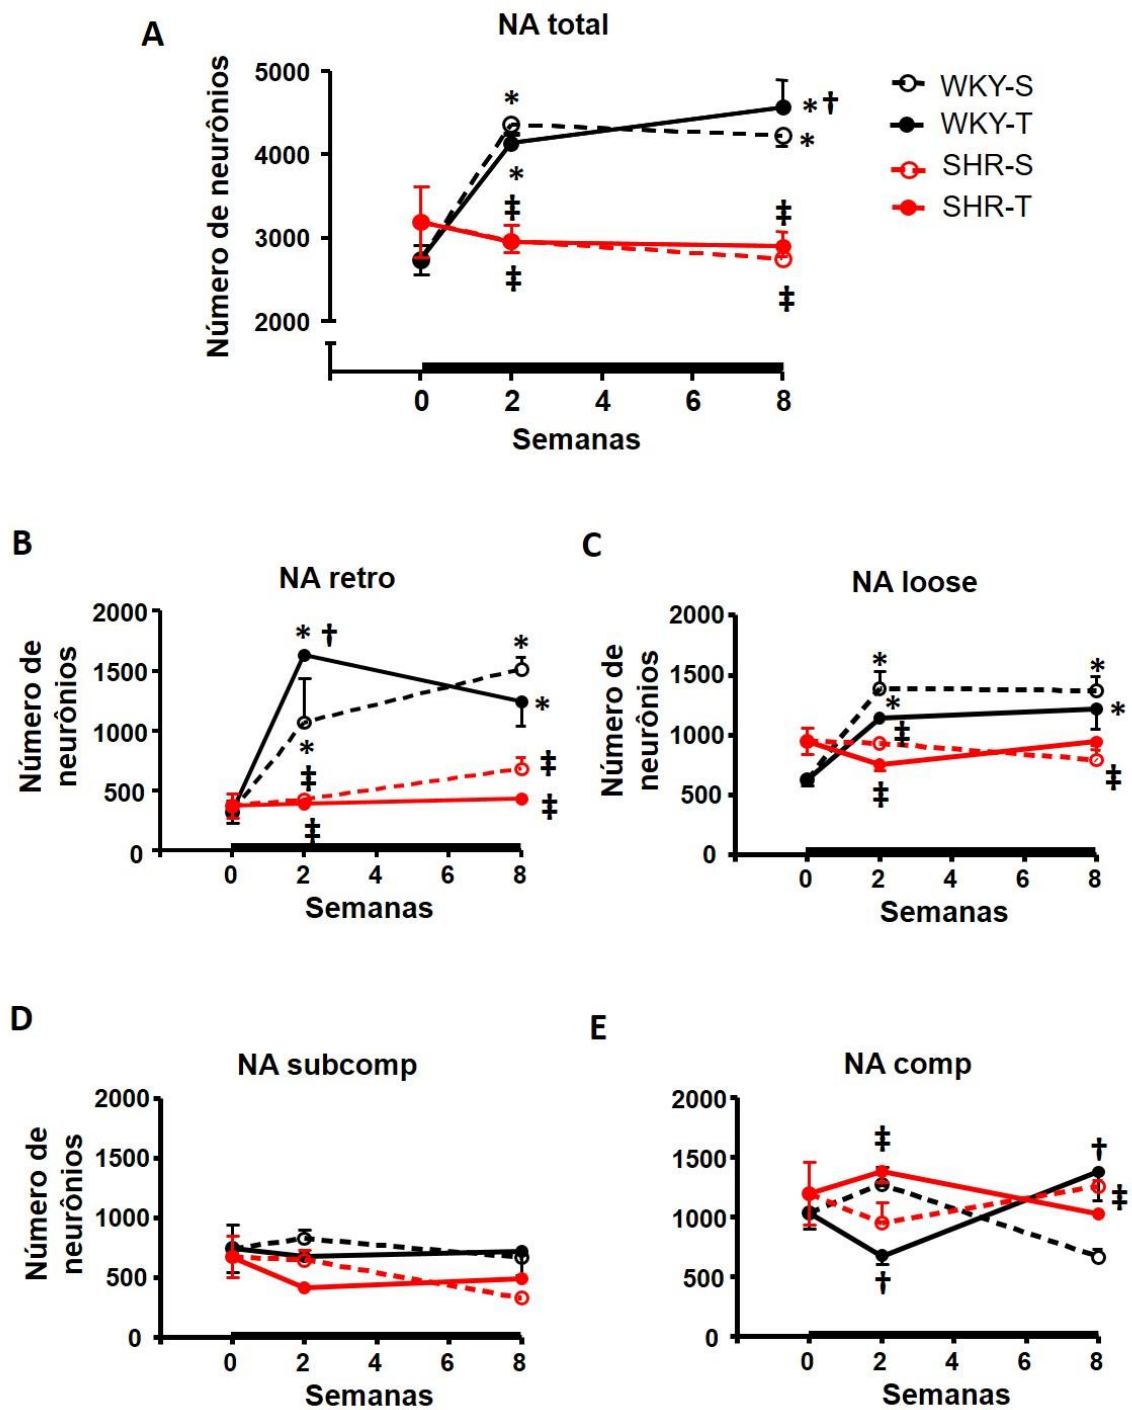 A
NA total
Número de neurônios
5000
4000
3000
2000
* * † * * ‡ ‡ ‡ ‡
0 2 4 6 8
Semanas
WKY-S
WKY-T
SHR-S
SHR-T
B
NA retro
Número de
neurônios
2000
1500
1000
500
0
* † * * * ‡ ‡ ‡ ‡
0 2 4 6 8
Semanas
C
NA loose
Número de
neurônios
2000
1500
1000
500
0
* * * * ‡ ‡ ‡
0 2 4 6 8
Semanas
D
NA subcomp
Número de
neurônios
2000
1500
1000
500
0
0 2 4 6 8
Semanas
E
NA comp
Número de
neurônios
2000
1500
1000
500
0
‡ † ‡ †
0 2 4 6 8
Semanas